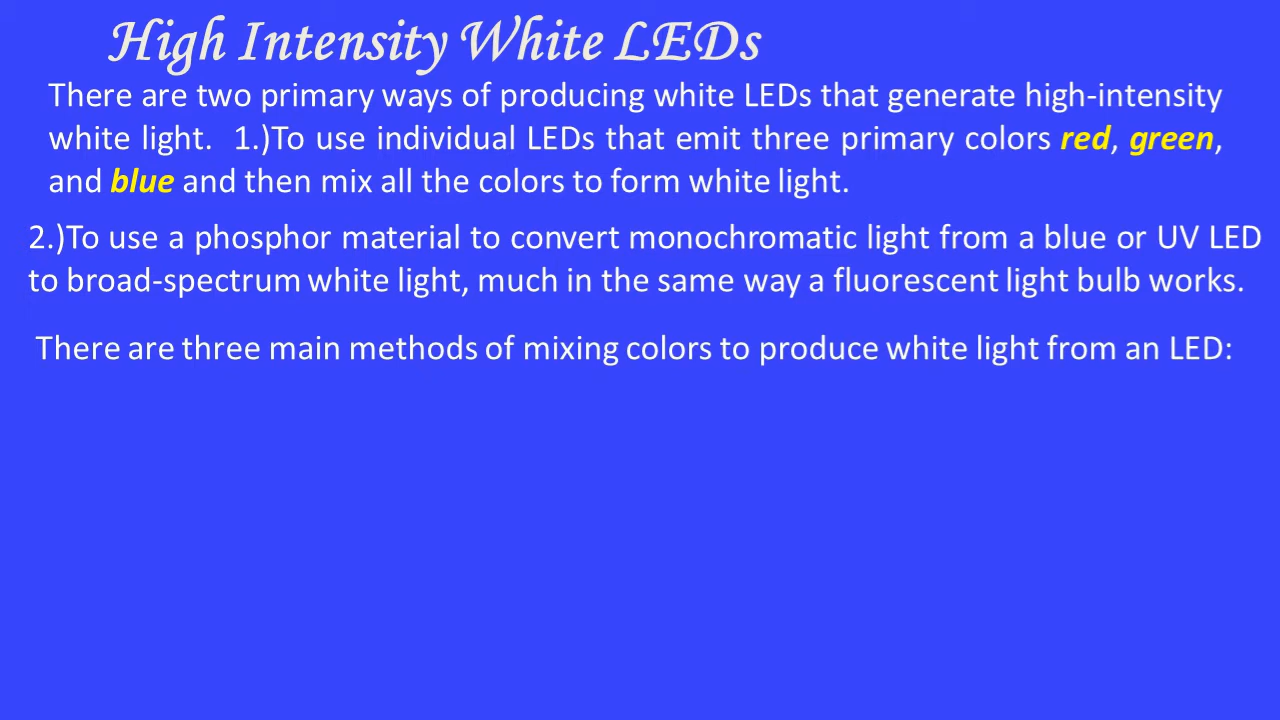 High Intensity White LEDs
There are two primary ways of producing white LEDs that generate high-intensity
white light.  1.)To use individual LEDs that emit three primary colors red, green,
and blue and then mix all the colors to form white light.
2.)To use a phosphor material to convert monochromatic light from a blue or UV LED
to broad-spectrum white light, much in the same way a fluorescent light bulb works.
There are three main methods of mixing colors to produce white light from an LED: